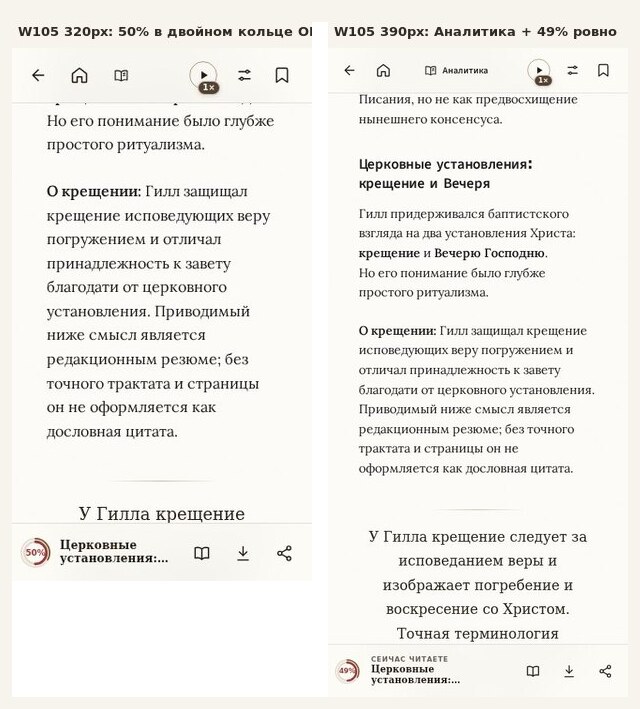 W105 320px: 50% в двойном кольце
1×
Но его понимание было глубже
простого ритуализма.
О крещении: Гилл защищал
крещение исповедующих веру
погружением и отличал
принадлежность к завету
благодати от церковного
установления. Приводимый
ниже смысл является
редакционным резюме; без
точного трактата и страницы
он не оформляется как
дословная цитата.
У Гилла крещение
50%
Церковные
установления:...
W105 390px: Аналитика + 49% ровно
Аналитика
1×
Писания, но не как предвосхищение
нынешнего консенсуса.
Церковные установления:
крещение и Вечеря
Гилл придерживался баптистского
взгляда на два установления Христа:
крещение и Вечерю Господню.
Но его понимание было глубже
простого ритуализма.
О крещении: Гилл защищал крещение
исповедующих веру погружением и
отличал принадлежность к завету
благодати от церковного установления.
Приводимый ниже смысл является
редакционным резюме; без точного
трактата и страницы он не
оформляется как дословная цитата.
У Гилла крещение следует за
исповеданием веры и
изображает погребение и
воскресение со Христом.
Точная терминология
49%
СЕЙЧАС ЧИТАЕТЕ
Церковные
установления:...